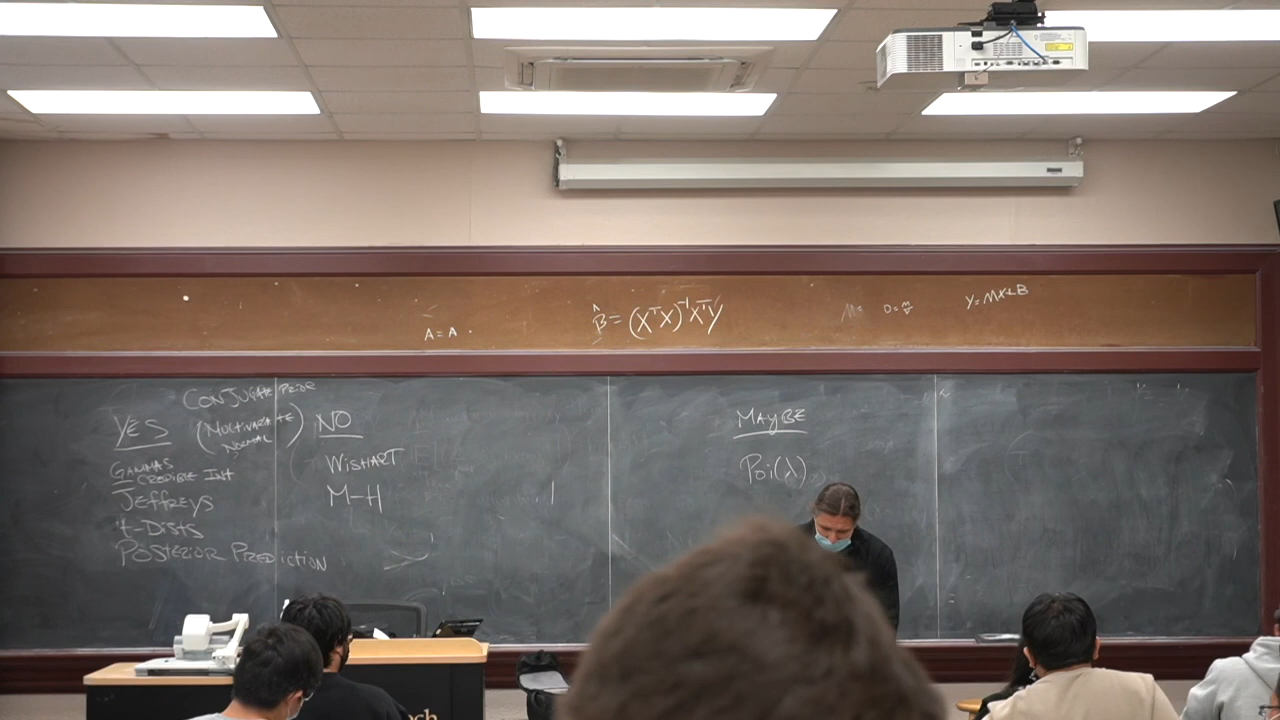 A = A
B̂ = (XᵀX)⁻¹XᵀY
D = M/V
Y = MX+B
CONJUGATE PRIOR
YES
(MULTIVARIATE
NORMAL)
GAMMAS
CREDIBLE INT
JEFFREYS
t-DISTS
POSTERIOR PREDICTION
NO
WISHART
M-H
MAYBE
Poi(λ)